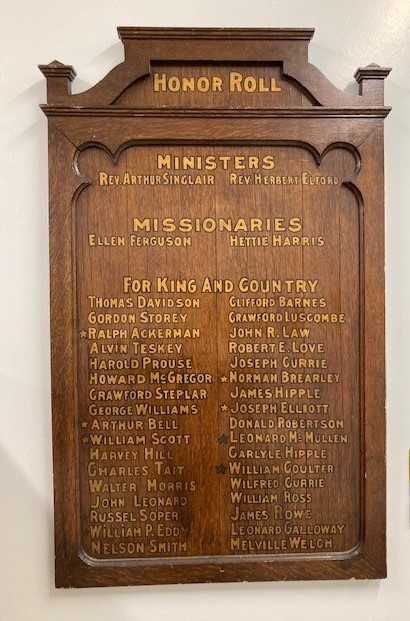 HONOR ROLL
MINISTERS
REV. ARTHUR SINGLAIR REV. HERBERT ELFORD
MISSIONARIES
ELLEN FERGUSON HETTIE HARRIS
FOR KING AND COUNTRY
THOMAS DAVIDSON CLIFFORD BARNES
GORDON STOREY CRAWFORD LUSCOMBE
★RALPH ACKERMAN JOHN R. LAW
ALVIN TESKEY ROBERT E. LOVE
HAROLD PROUSE JOSEPH CURRIE
HOWARD MCGREGOR ★NORMAN BREARLEY
CRAWFORD STEPLAR JAMES HIPPLE
GEORGE WILLIAMS ★JOSEPH ELLIOTT
★ARTHUR BELL DONALD ROBERTSON
★WILLIAM SCOTT ★LEONARD MCMULLEN
HARVEY HILL CARLYLE HIPPLE
CHARLES TAIT ★WILLIAM COULTER
WALTER MORRIS WILFRED CURRIE
JOHN LEONARD WILLIAM ROSS
RUSSEL SOPER JAMES ROWE
WILLIAM P. EDDY LEONARD GALLOWAY
NELSON SMITH MELVILLE WELCH